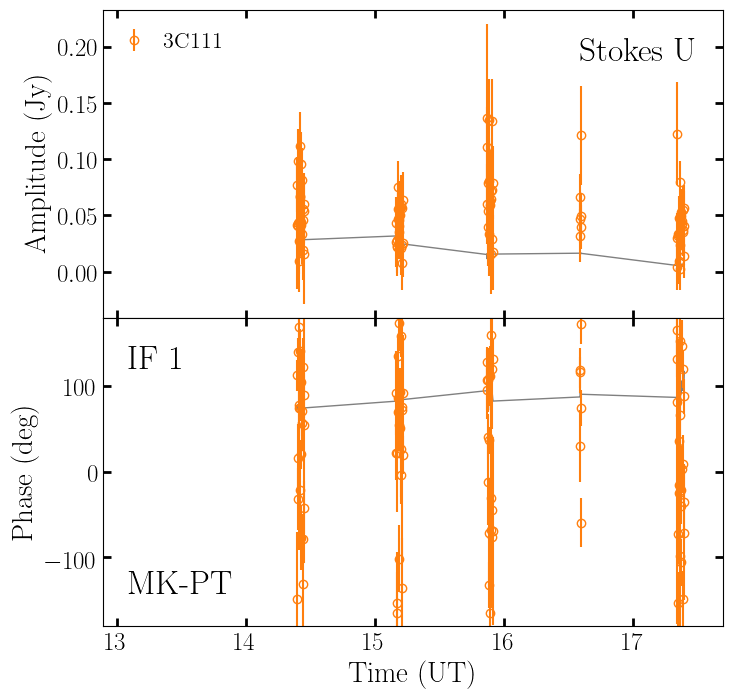 3C111
Stokes U
Amplitude (Jy)
0.20
0.15
0.10
0.05
0.00
IF 1
Phase (deg)
100
0
−100
MK-PT
13 14 15 16 17
Time (UT)